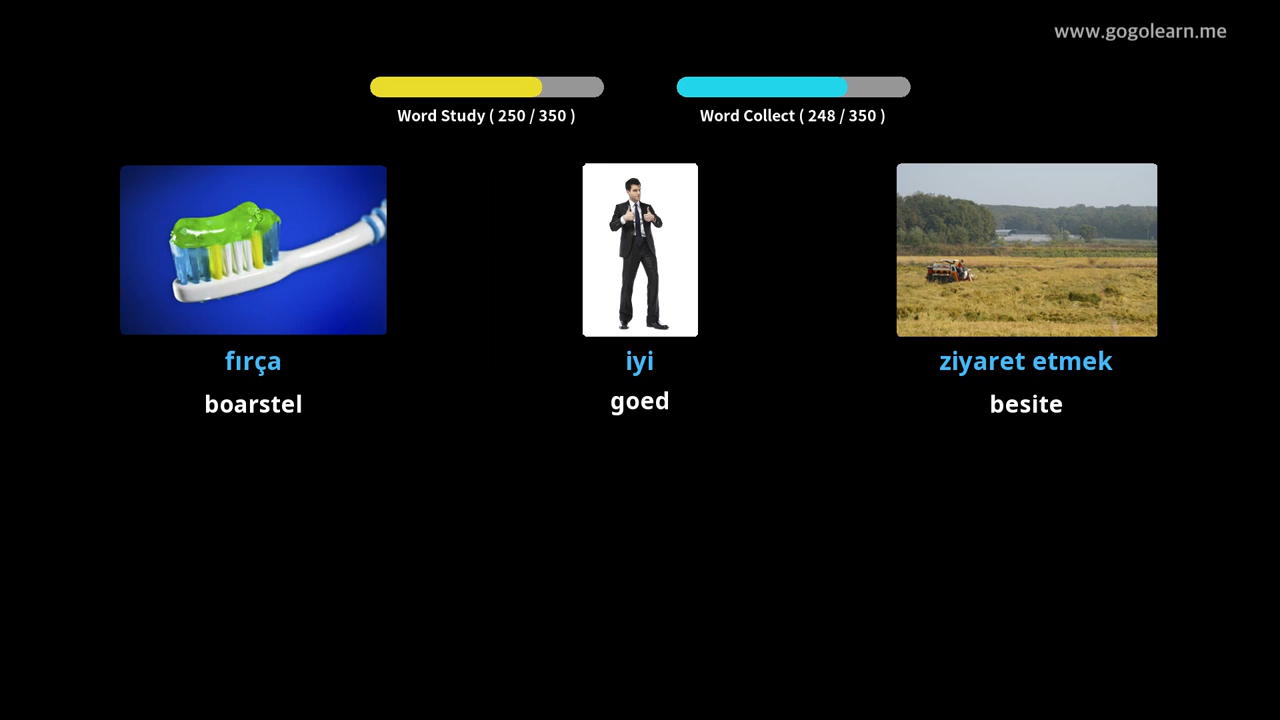 www.gogolearn.me
Word Study ( 250 / 350 )
Word Collect ( 248 / 350 )
fırça
iyi
ziyaret etmek
boarstel
goed
besite